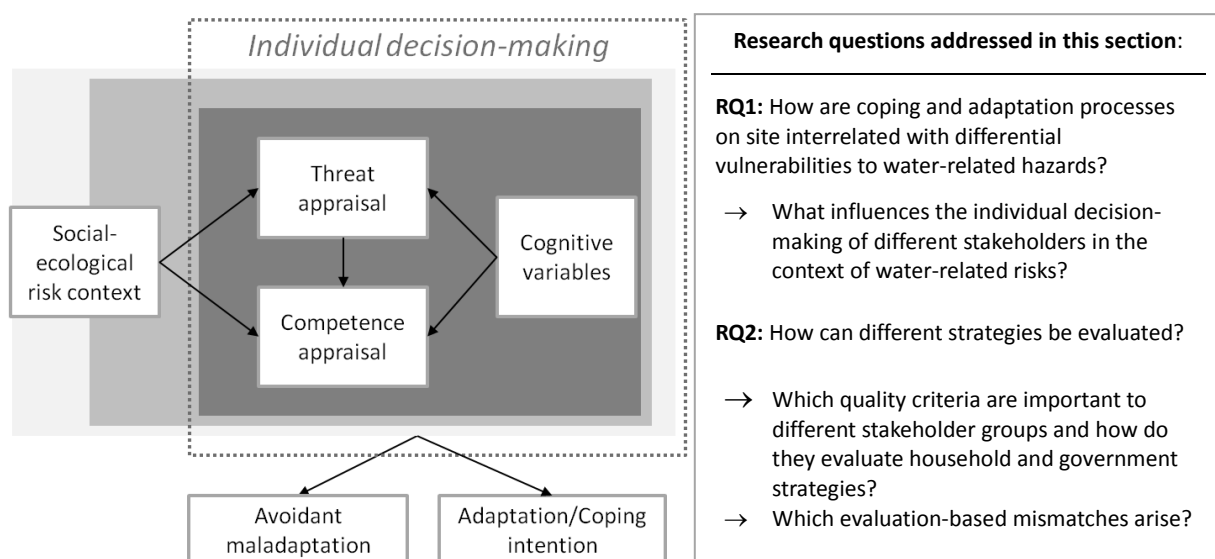 Individual decision-making
Threat
appraisal
Social-
ecological
risk context
Cognitive
variables
Competence
appraisal
Avoidant
maladaptation
Adaptation/Coping
intention
Research questions addressed in this section:
RQ1: How are coping and adaptation processes
on site interrelated with differential
vulnerabilities to water-related hazards?
→ What influences the individual decision-
making of different stakeholders in the
context of water-related risks?
RQ2: How can different strategies be evaluated?
→ Which quality criteria are important to
different stakeholder groups and how do
they evaluate household and government
strategies?
→ Which evaluation-based mismatches arise?